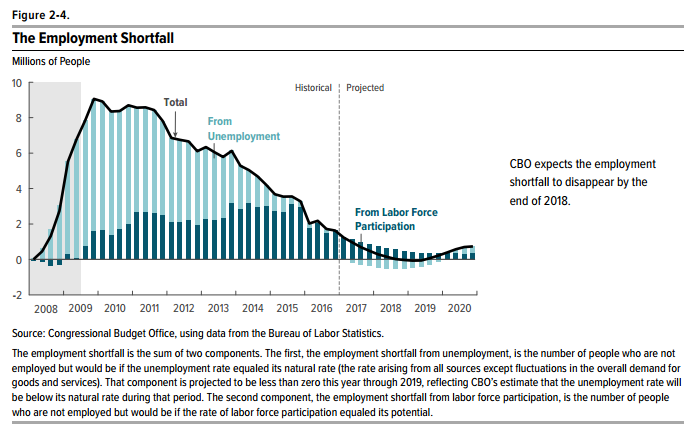 Figure 2-4.
The Employment Shortfall
Millions of People
10
8
6
4
2
0
-2
Historical
Projected
Total
From
Unemployment
From Labor Force
Participation
2008 2009 2010 2011 2012 2013 2014 2015 2016 2017 2018 2019 2020
CBO expects the employment
shortfall to disappear by the
end of 2018.
Source: Congressional Budget Office, using data from the Bureau of Labor Statistics.
The employment shortfall is the sum of two components. The first, the employment shortfall from unemployment, is the number of people who are not
employed but would be if the unemployment rate equaled its natural rate (the rate arising from all sources except fluctuations in the overall demand for
goods and services). That component is projected to be less than zero this year through 2019, reflecting CBO's estimate that the unemployment rate will
be below its natural rate during that period. The second component, the employment shortfall from labor force participation, is the number of people
who are not employed but would be if the rate of labor force participation equaled its potential.